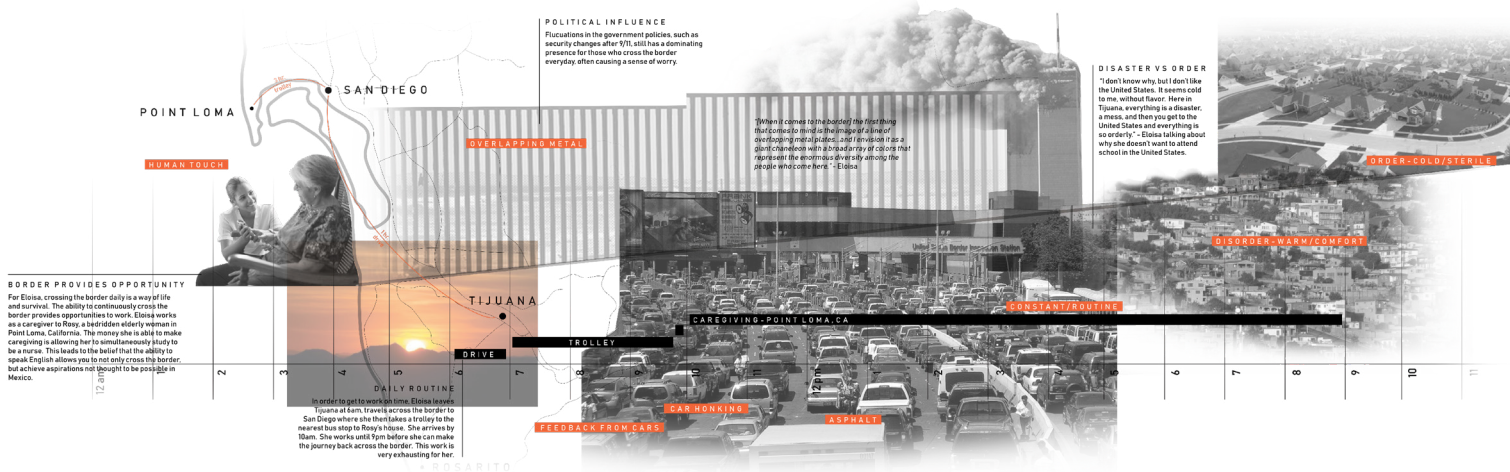 POLITICAL INFLUENCE
Flucuations in the government policies, such as
security changes after 9/11, still has a dominating
presence for those who cross the border
everyday, often causing a sense of worry.
DISASTER VS ORDER
"I don't know why, but I don't like
the United States. It seems cold
to me, without flavor. Here in
Tijuana, everything is a disaster,
a mess, and then you get to the
United States and everything is
so orderly." - Eloisa talking about
why she doesn't want to attend
school in the United States.
the
trolley
SAN DIEGO
POINT LOMA
HUMAN TOUCH
OVERLAPPING METAL
"[When it comes to the border] the first thing
that comes to mind is the image of a line of
overlapping metal plates...and I envision it as a
giant chaneleon with a broad array of colors that
represent the enormous diversity among the
people who come here." - Eloisa
ORDER-COLD/STERILE
DISORDER-WARM/COMFORT
the
United States Border Inspection Station
BORDER PROVIDES OPPORTUNITY
For Eloisa, crossing the border daily is a way of life
and survival. The ability to continuously cross the
border provides opportunities to work. Eloisa works
as a caregiver to Rosy, a bedridden elderly woman in
Point Loma, California. The money she is able to make
caregiving is allowing her to simultaneously study to
be a nurse. This leads to the belief that the ability to
speak English allows you to not only cross the border,
but achieve aspirations not thought to be possible in
Mexico.
TIJUANA
CONSTANT/ROUTINE
CAREGIVING-POINT LOMA,CA
TROLLEY
DRIVE
12 am 1 2 3 4 5 6 7 8 9 10 11 12 pm 1 2 3 4 5 6 7 8 9 10 11
DAILY ROUTINE
In order to get to work on time, Eloisa leaves
Tijuana at 6am, travels across the border to
San Diego where she then takes a trolley to the
nearest bus stop to Rosy's house. She arrives by
10am. She works until 9pm before she can make
the journey back across the border. This work is
very exhausting for her.
CAR HONKING
ASPHALT
FEEDBACK FROM CARS
ROSARITO